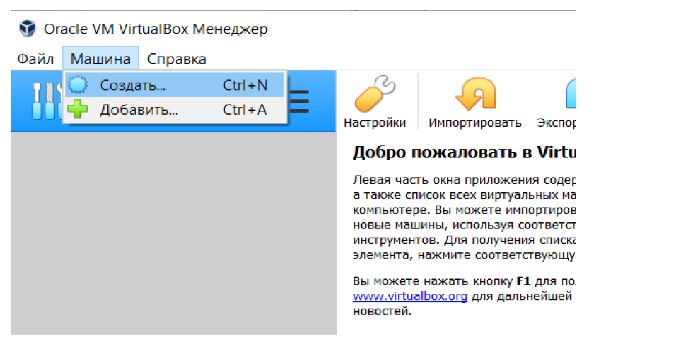 Oracle VM VirtualBox Менеджер
Файл Машина Справка
Создать... Ctrl+N
Добавить... Ctrl+A
Настройки Импортировать Экспор
Добро пожаловать в Virtu
Левая часть окна приложения содер
а также список всех виртуальных ма
компьютере. Вы можете импортиров
новые машины, используя соответст
инструментов. Для получения списка
элемента, нажмите соответствующу
Вы можете нажать кнопку F1 для по.
www.virtualbox.org для дальнейшей
новостей.